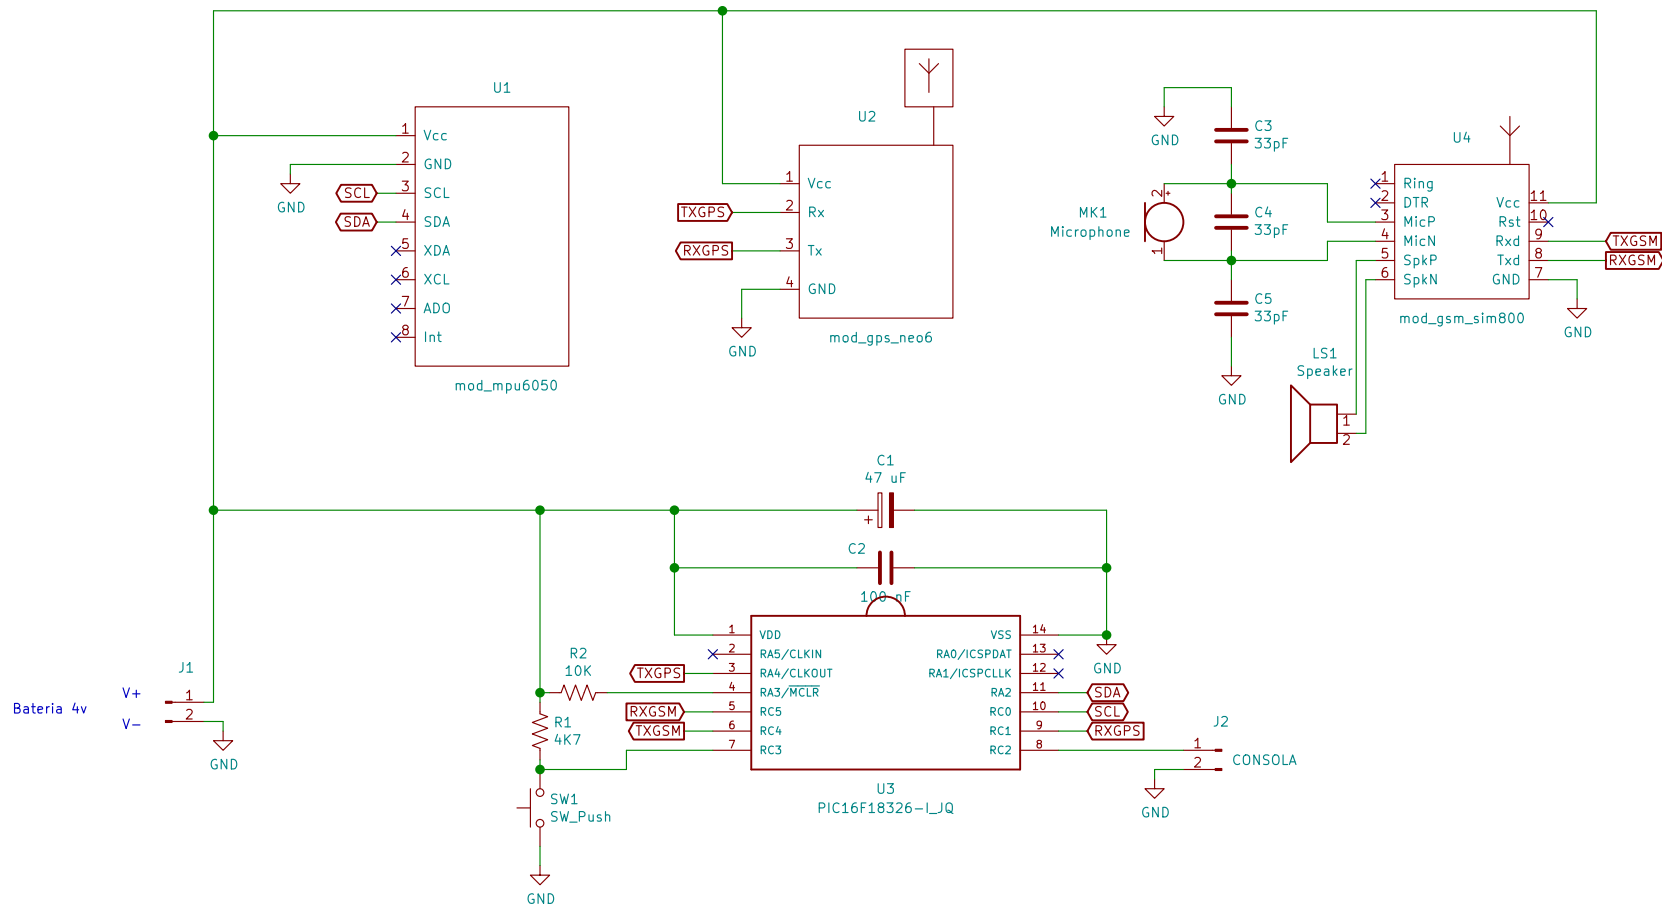 U1
1 Vcc
2 GND
3 SCL
4 SDA
5 XDA
6 XCL
7 ADO
8 Int
SCL
SDA
GND
mod_mpu6050
U2
1 Vcc
2 Rx
3 Tx
4 GND
TXGPS
RXGPS
GND
mod_gps_neo6
GND
C3
33pF
C4
33pF
C5
33pF
GND
MK1
Microphone
2
+
1
U4
1 Ring
2 DTR
3 MicP
4 MicN
5 SpkP
6 SpkN
Vcc 11
Rst 10
Rxd 9
Txd 8
GND 7
TXGSM
RXGSM
GND
mod_gsm_sim800
LS1
Speaker
1
2
C1
47 uF
+
C2
100 nF
1 VDD
2 RA5/CLKIN
3 RA4/CLKOUT
4 RA3/MCLR
5 RC5
6 RC4
7 RC3
VSS 14
RA0/ICSPDAT 13
RA1/ICSPCLLK 12
RA2 11
RC0 10
RC1 9
RC2 8
TXGPS
RXGSM
TXGSM
GND
SDA
SCL
RXGPS
U3
PIC16F18326-I_JQ
R2
10K
R1
4K7
SW1
SW_Push
GND
J1
V+
Bateria 4v
V-
1
2
GND
J2
1
2
CONSOLA
GND